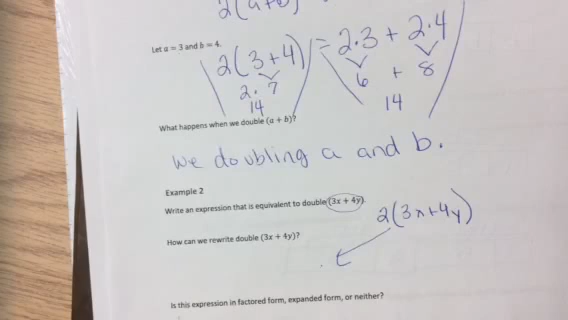 2(a+b)
Let a = 3 and b = 4.
2(3+4) = 2·3 + 2·4
2· 7 6 + 8
14 14
What happens when we double (a + b)?
We doubling a and b.
Example 2
Write an expression that is equivalent to double (3x + 4y).
2(3x+4y)
How can we rewrite double (3x + 4y)?
Is this expression in factored form, expanded form, or neither?